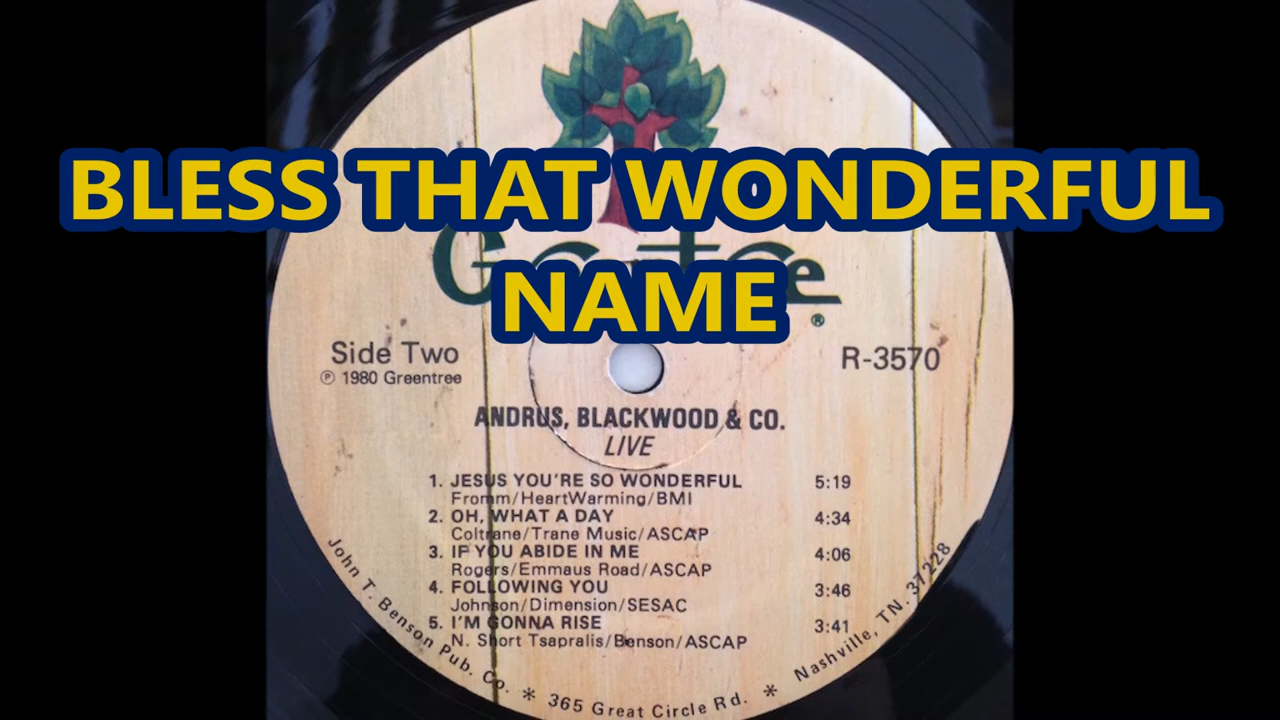 BLESS THAT WONDERFUL
NAME
Side Two
℗ 1980 Greentree
®
R-3570
ANDRUS, BLACKWOOD & CO.
LIVE
1. JESUS YOU'RE SO WONDERFUL 5:19
Fromm/HeartWarming/BMI
2. OH, WHAT A DAY 4:34
Coltrane/Trane Music/ASCAP
3. IF YOU ABIDE IN ME 4:06
Rogers/Emmaus Road/ASCAP
4. FOLLOWING YOU 3:46
Johnson/Dimension/SESAC
5. I'M GONNA RISE 3:41
N. Short Tsapralis/Benson/ASCAP
John T. Benson Pub. Co. * 365 Great Circle Rd. * Nashville, TN. 37228